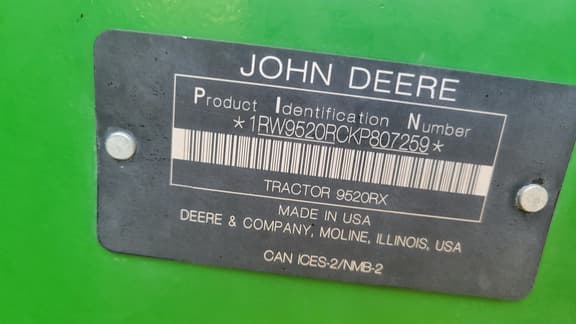 JOHN DEERE
Product Identification Number
*1RW9520RCKP807259*
TRACTOR 9520RX
MADE IN USA
DEERE & COMPANY, MOLINE, ILLINOIS, USA
CAN ICES-2/NMB-2